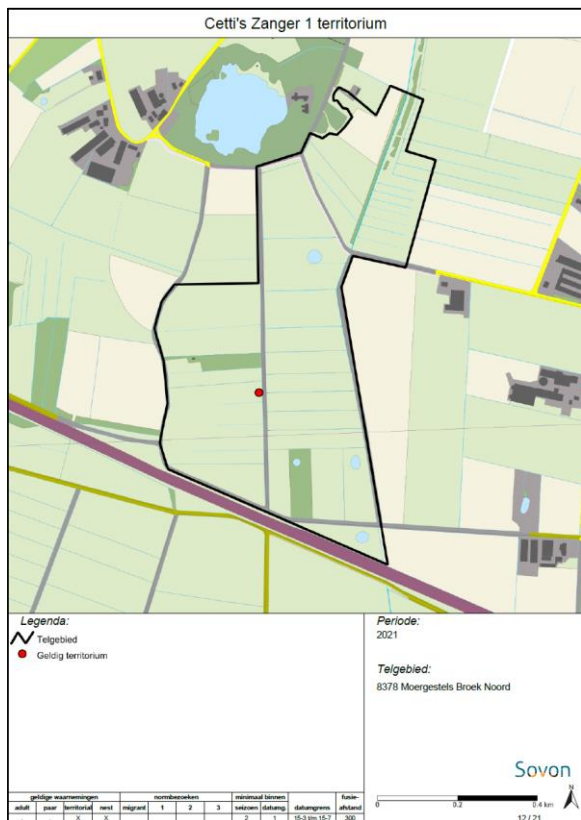 Cetti's Zanger 1 territorium
Legenda:
Telgebied
Geldig territorium
Periode:
2021
Telgebied:
8378 Moergestels Broek Noord
Sovon
0 0.2 0.4 km
N
12 / 21
geldige waarnemingen normbezoeken minimaal binnen fusie-
adult paar territorial nest migrant 1 2 3 seizoen datumg. datumgrens afstand
X X 2 1 15-3 t/m 15-7 300